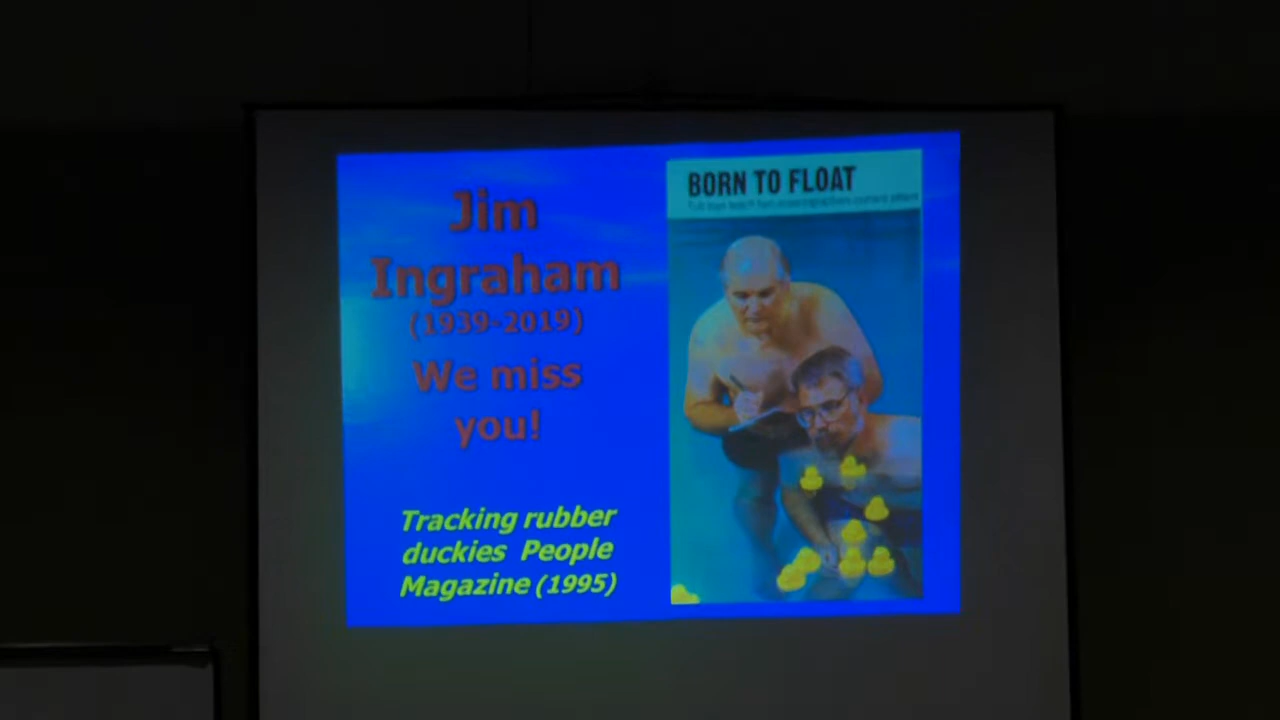 Jim
Ingraham
(1939-2019)
We miss
you!
Tracking rubber
duckies People
Magazine (1995)
BORN TO FLOAT